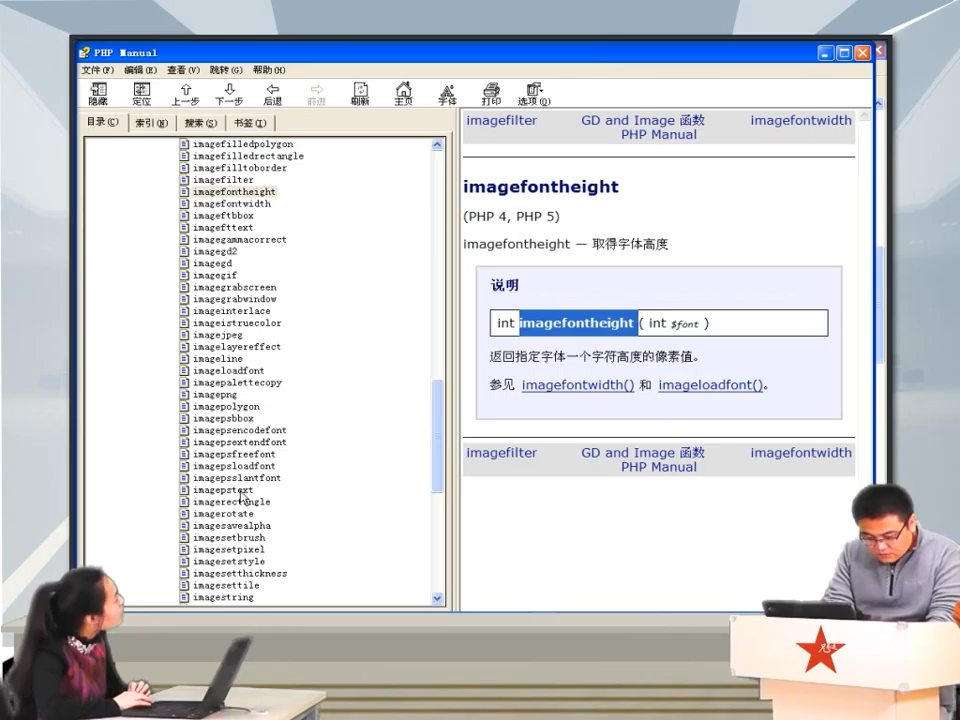 PHP Manual
文件(F) 编辑(E) 查看(V) 跳转(G) 帮助(H)
隐藏 定位 上一步 下一步 后退 前进 刷新 主页 字体 打印 选项(O)
目录(C) 索引(N) 搜索(S) 书签(I)
imagefilledpolygon
imagefilledrectangle
imagefilltoborder
imagefilter
imagefontheight
imagefontwidth
imageftbbox
imagefttext
imagegammacorrect
imagegd2
imagegd
imagegif
imagegrabscreen
imagegrabwindow
imageinterlace
imageistruecolor
imagejpeg
imagelayereffect
imageline
imageloadfont
imagepalettecopy
imagepng
imagepolygon
imagepsbbox
imagepsencodefont
imagepsextendfont
imagepsfreefont
imagepsloadfont
imagepsslantfont
imagepstext
imagerectangle
imagerotate
imagesavealpha
imagesetbrush
imagesetpixel
imagesetstyle
imagesetthickness
imagesettile
imagestring
imagefilter GD and Image 函数 imagefontwidth
PHP Manual
imagefontheight
(PHP 4, PHP 5)
imagefontheight — 取得字体高度
说明
int imagefontheight ( int $font )
返回指定字体一个字符高度的像素值。
参见 imagefontwidth() 和 imageloadfont()。
imagefilter GD and Image 函数 imagefontwidth
PHP Manual